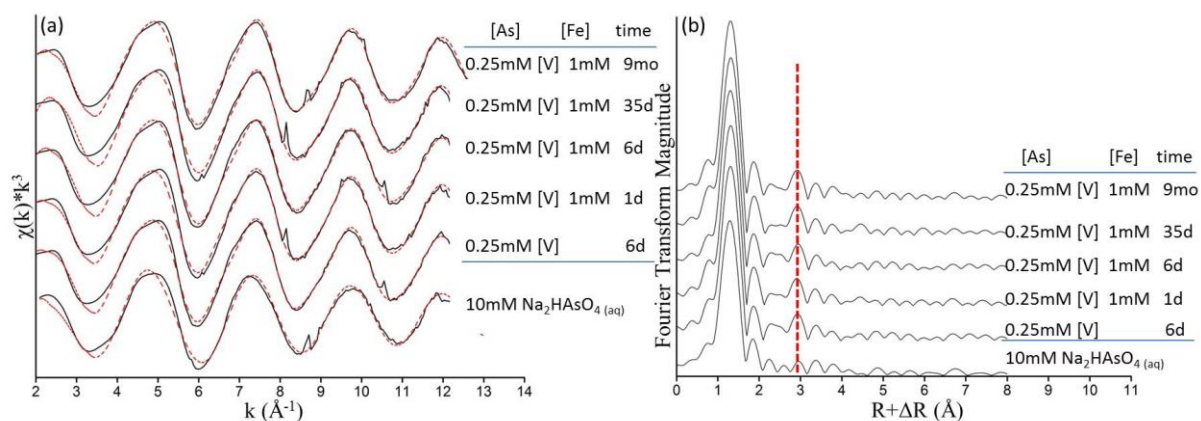 (a)
[As] [Fe] time
0.25mM [V] 1mM 9mo
0.25mM [V] 1mM 35d
0.25mM [V] 1mM 6d
0.25mM [V] 1mM 1d
0.25mM [V] 6d
10mM Na₂HAsO₄ (aq)
χ(k)*k³
2 3 4 5 6 7 8 9 10 11 12 13 14
k (Å⁻¹)
(b)
[As] [Fe] time
0.25mM [V] 1mM 9mo
0.25mM [V] 1mM 35d
0.25mM [V] 1mM 6d
0.25mM [V] 1mM 1d
0.25mM [V] 6d
10mM Na₂HAsO₄ (aq)
Fourier Transform Magnitude
0 1 2 3 4 5 6 7 8 9 10 11
R+ΔR (Å)